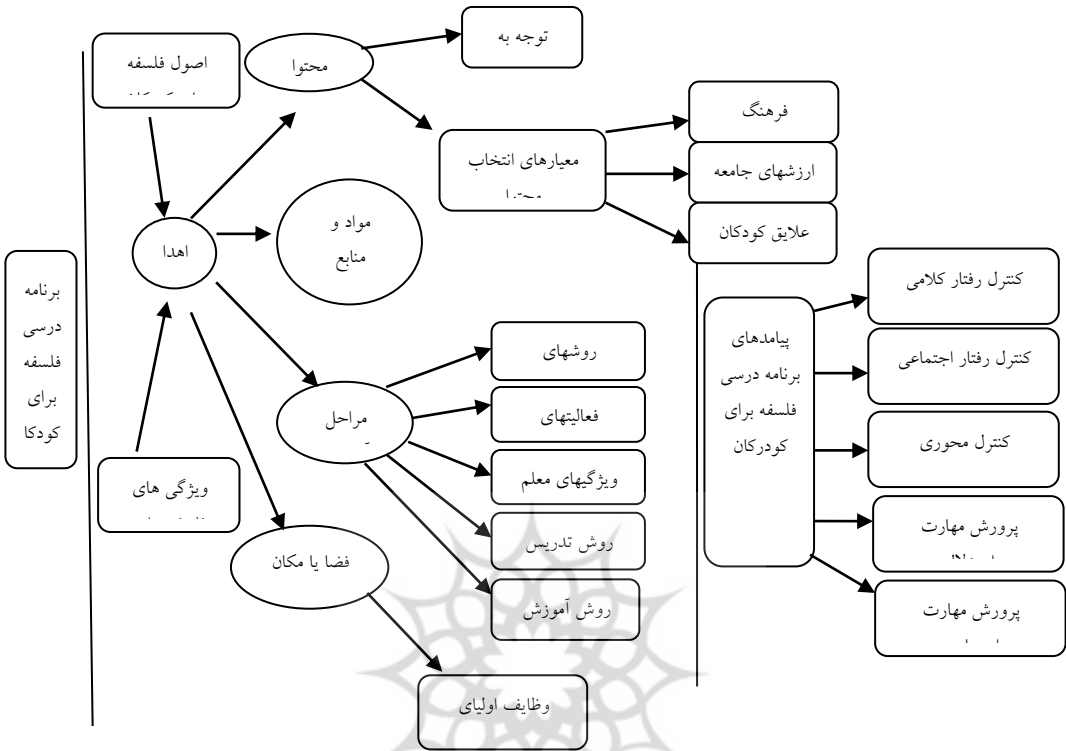 برنامه
درسی
فلسفه
برای
کودکا
اصول فلسفه
اهدا
ویژگی های
محتوا
توجه به
معیارهای انتخاب
محتوا
فرهنگ
ارزشهای جامعه
علایق کودکان
مواد و
منابع
مراحل
روشهای
فعالیتهای
ویژگیهای معلم
روش تدریس
روش آموزش
فضا یا مکان
وظایف اولیای
پیامدهای
برنامه درسی
فلسفه برای
کودرکان
کنترل رفتار کلامی
کنترل رفتار اجتماعی
کنترل محوری
پرورش مهارت
پرورش مهارت